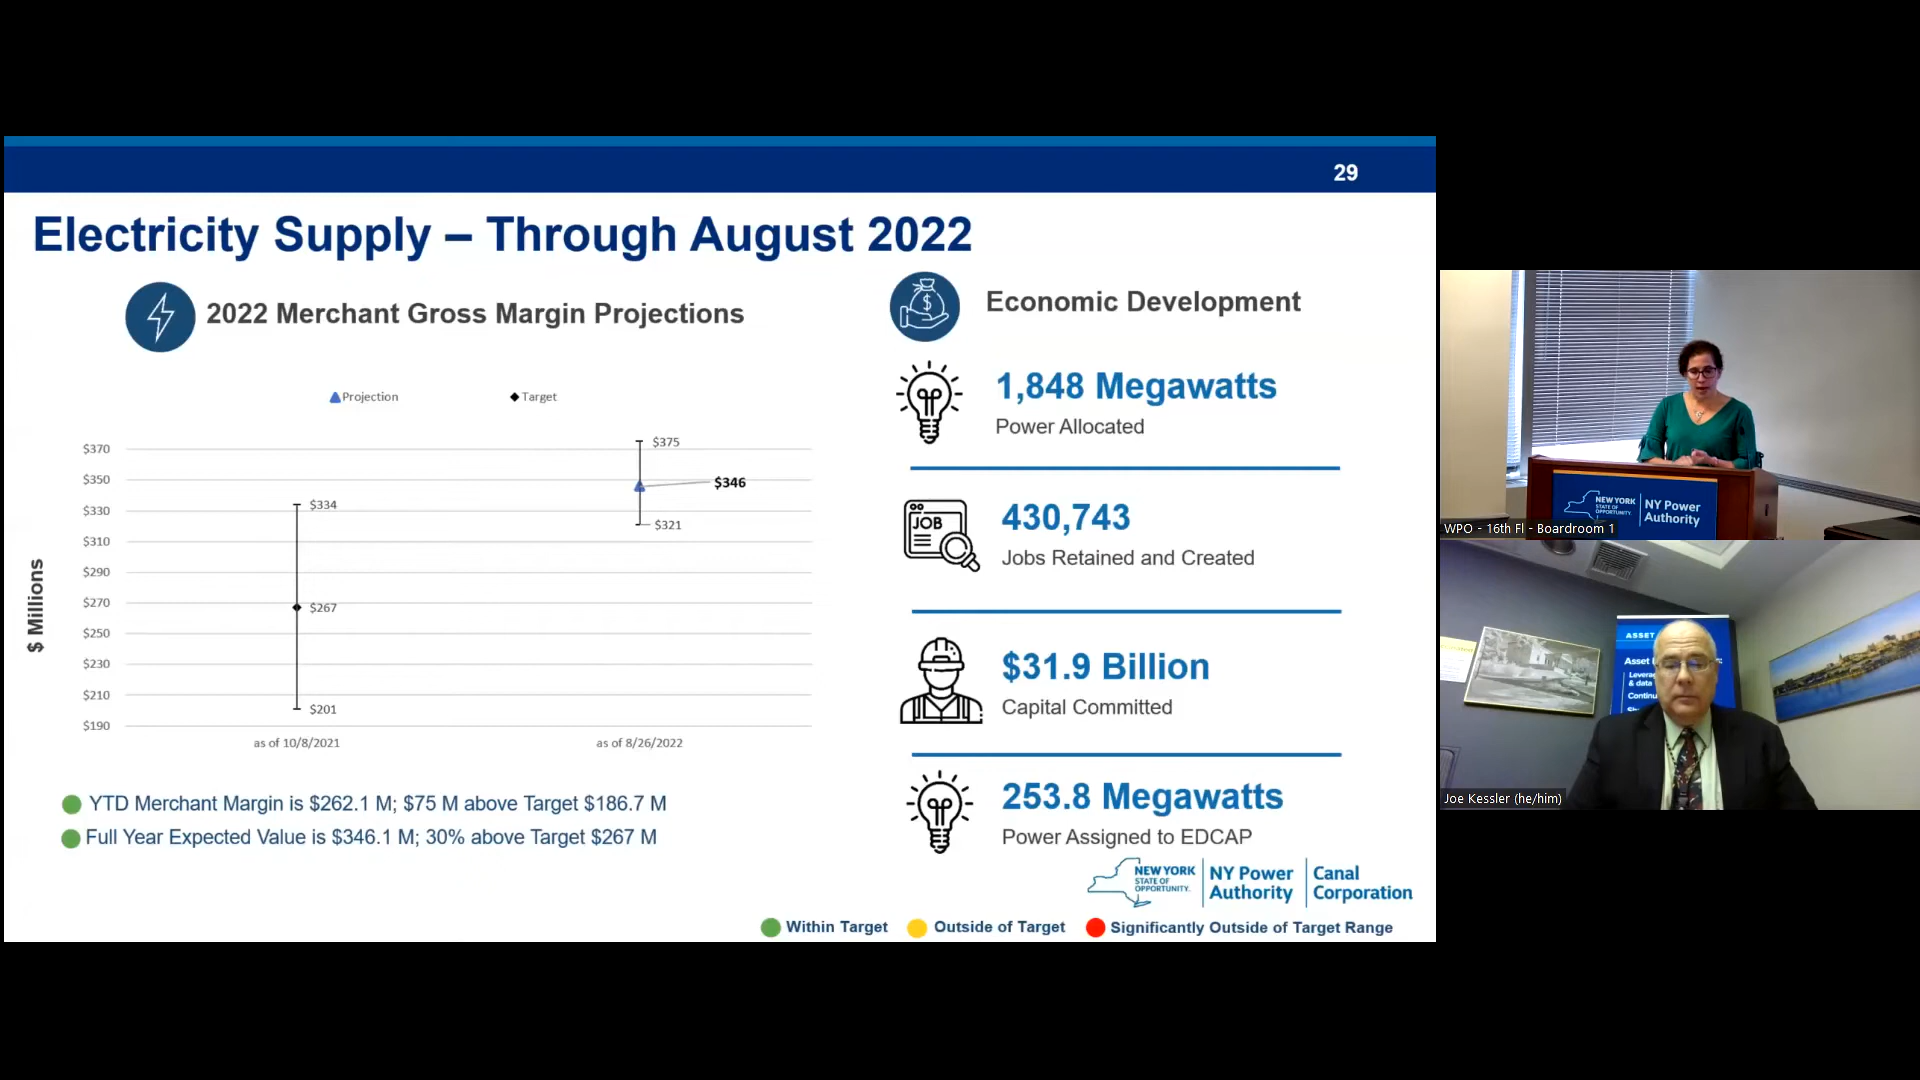 29
Electricity Supply – Through August 2022
2022 Merchant Gross Margin Projections
Projection
Target
$ Millions
$370
$350
$330
$310
$290
$270
$250
$230
$210
$190
$334
$267
$201
$375
$346
$321
as of 10/8/2021
as of 8/26/2022
YTD Merchant Margin is $262.1 M; $75 M above Target $186.7 M
Full Year Expected Value is $346.1 M; 30% above Target $267 M
Economic Development
1,848 Megawatts
Power Allocated
JOB
430,743
Jobs Retained and Created
$31.9 Billion
Capital Committed
253.8 Megawatts
Power Assigned to EDCAP
NEW YORK
STATE OF
OPPORTUNITY.
NY Power
Authority
Canal
Corporation
Within Target
Outside of Target
Significantly Outside of Target Range
NEW YORK
STATE OF
OPPORTUNITY.
NY Power
Authority
WPO - 16th Fl - Boardroom 1
ASSET
Asset
& data
Joe Kessler (he/him)